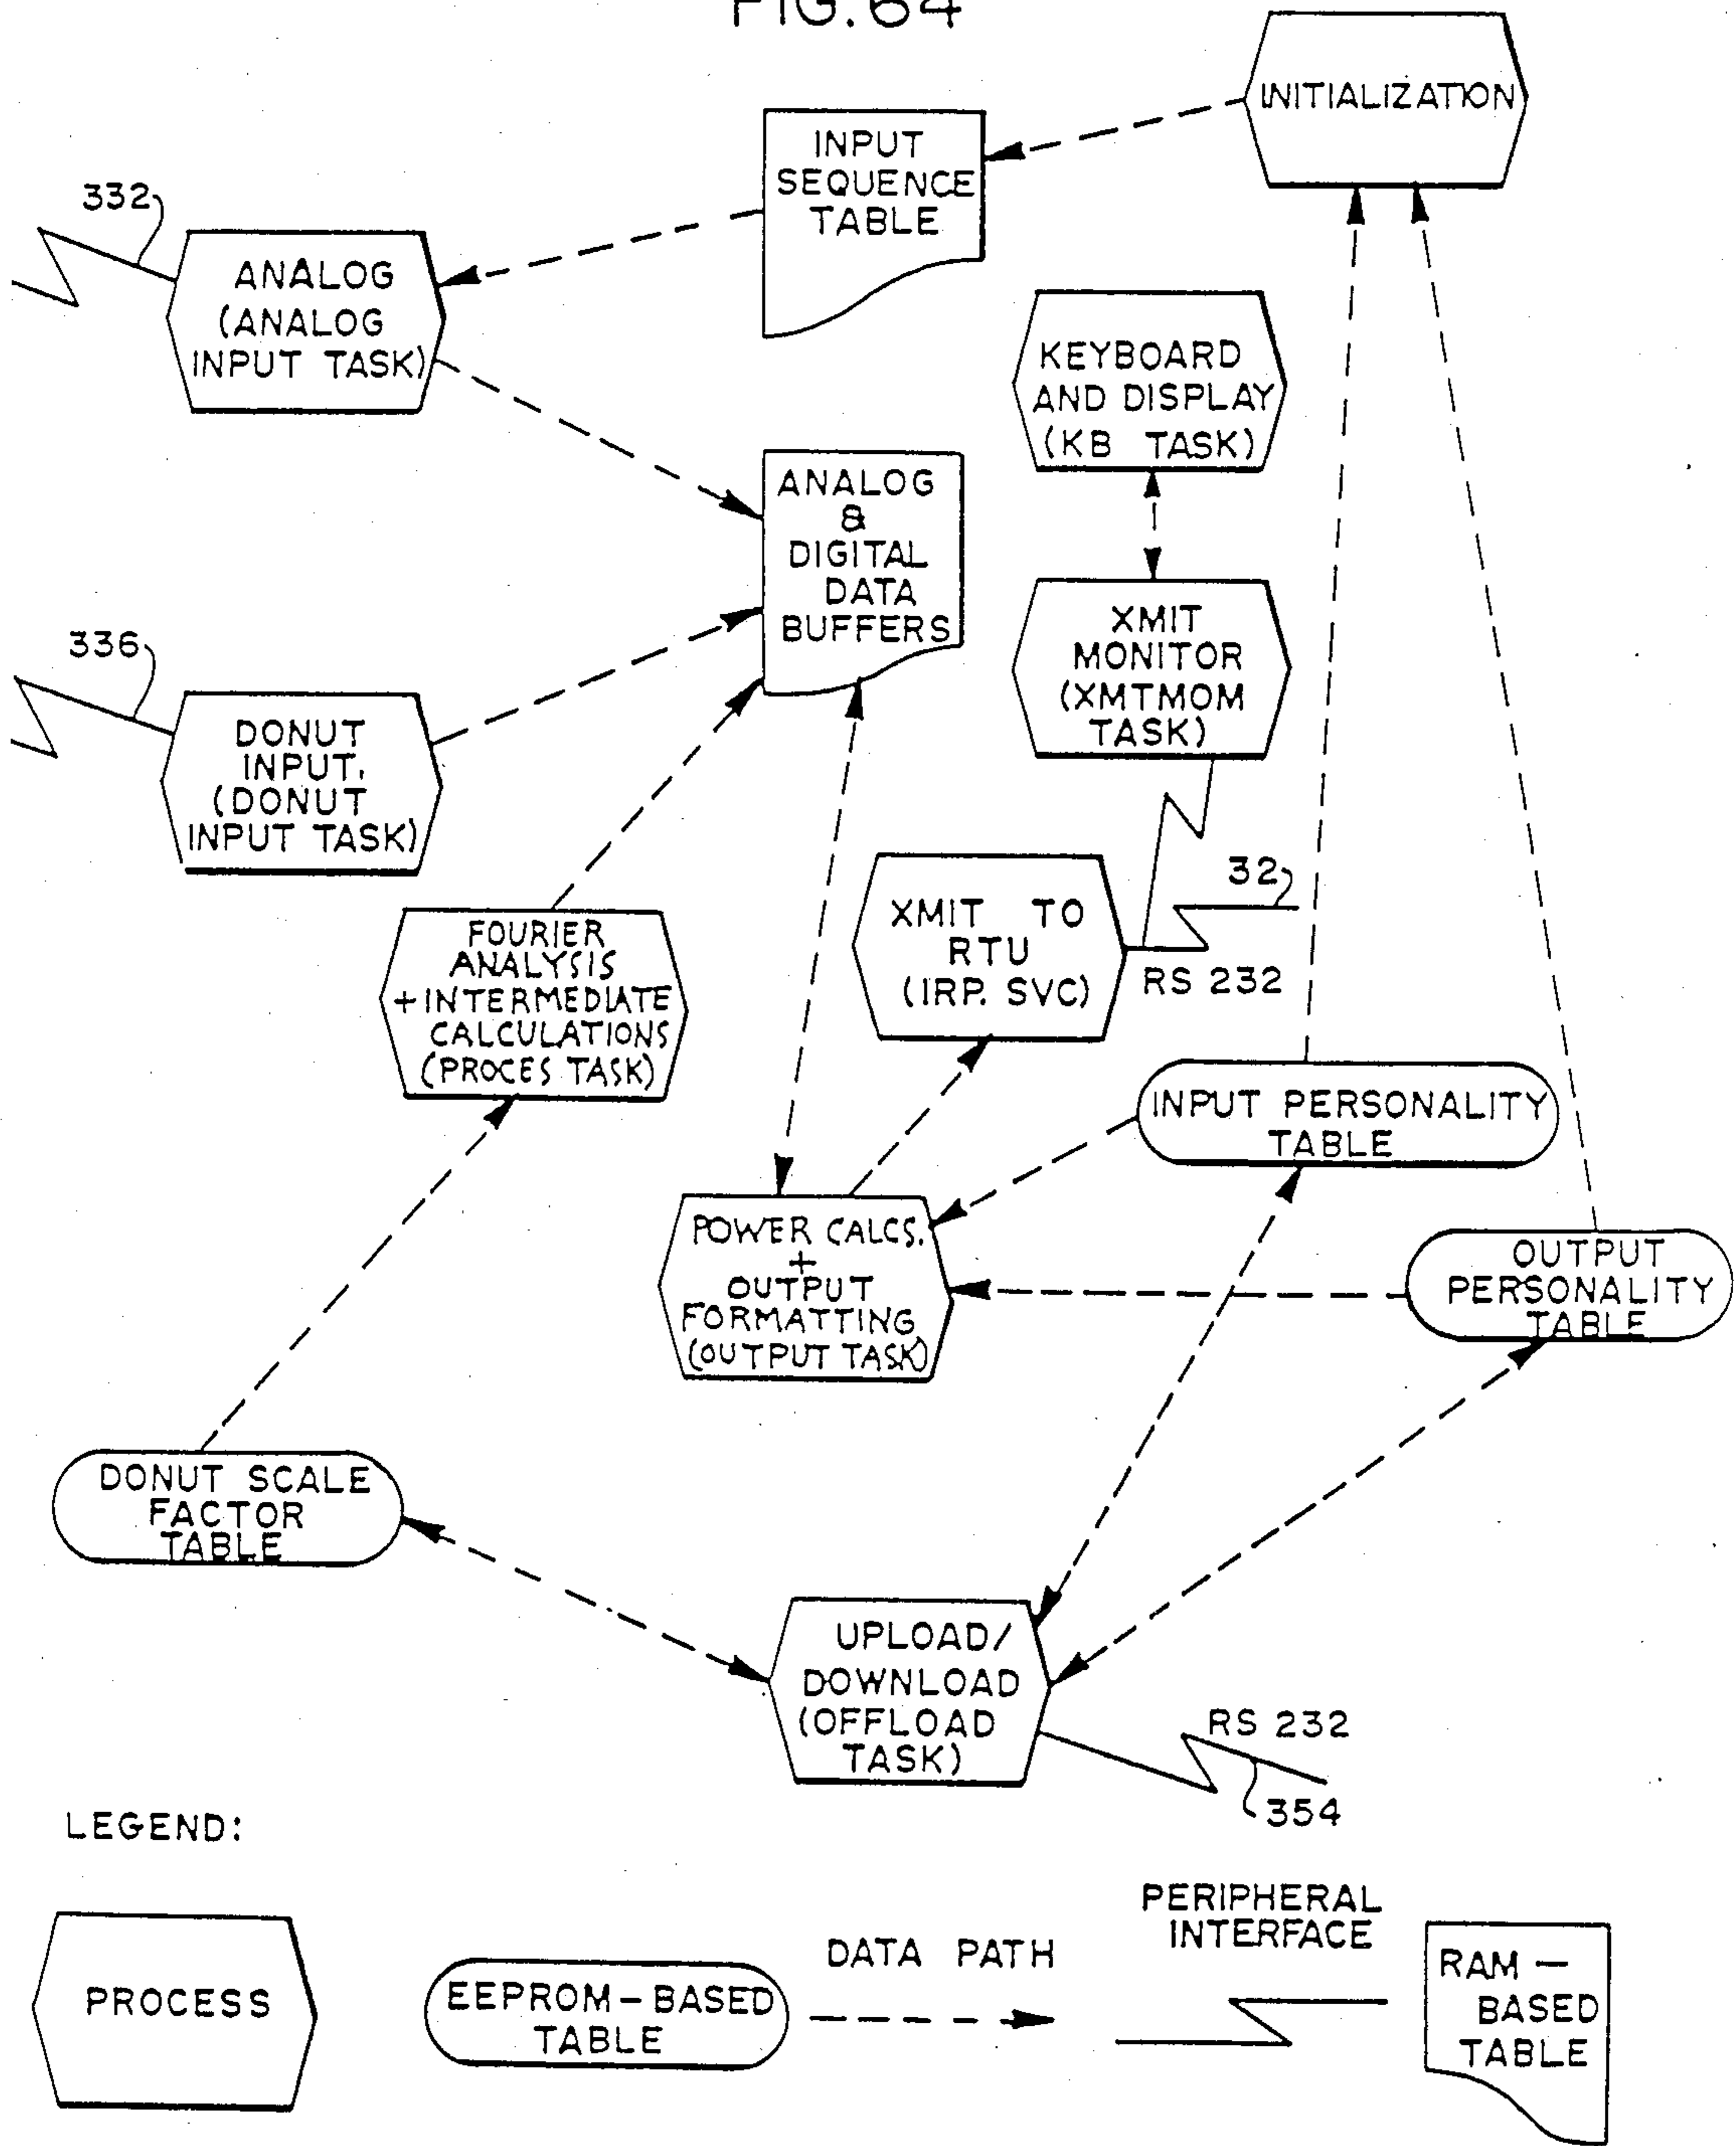 FIG. 64
INITIALIZATION
INPUT
SEQUENCE
TABLE
332
ANALOG
(ANALOG
INPUT TASK)
KEYBOARD
AND DISPLAY
(KB TASK)
ANALOG
&
DIGITAL
DATA
BUFFERS
XMIT
MONITOR
(XMTMOM
TASK)
336
DONUT
INPUT.
(DONUT
INPUT TASK)
32
XMIT TO
RTU
(IRP. SVC)
RS 232
FOURIER
ANALYSIS
+INTERMEDIATE
CALCULATIONS
(PROCES TASK)
INPUT PERSONALITY
TABLE
POWER CALCS.
+
OUTPUT
FORMATTING
(OUTPUT TASK)
OUTPUT
PERSONALITY
TABLE
DONUT SCALE
FACTOR
TABLE
UPLOAD/
DOWNLOAD
(OFFLOAD
TASK)
RS 232
354
LEGEND:
PROCESS
EEPROM-BASED
TABLE
DATA PATH
PERIPHERAL
INTERFACE
RAM-
BASED
TABLE